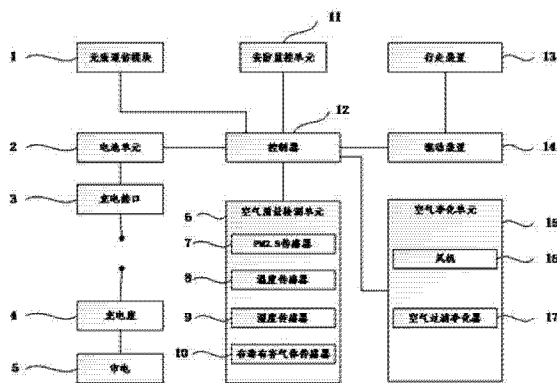 1
无线通信模块
11
安防监控单元
13
行走装置
12
2
电池单元
控制器
驱动装置
14
3
充电接口
6
空气质量检测单元
空气净化单元
15
7
PM2.5传感器
风机
16
8
温度传感器
4
充电座
9
湿度传感器
空气过滤净化器
17
5
市电
10
有毒有害气体传感器